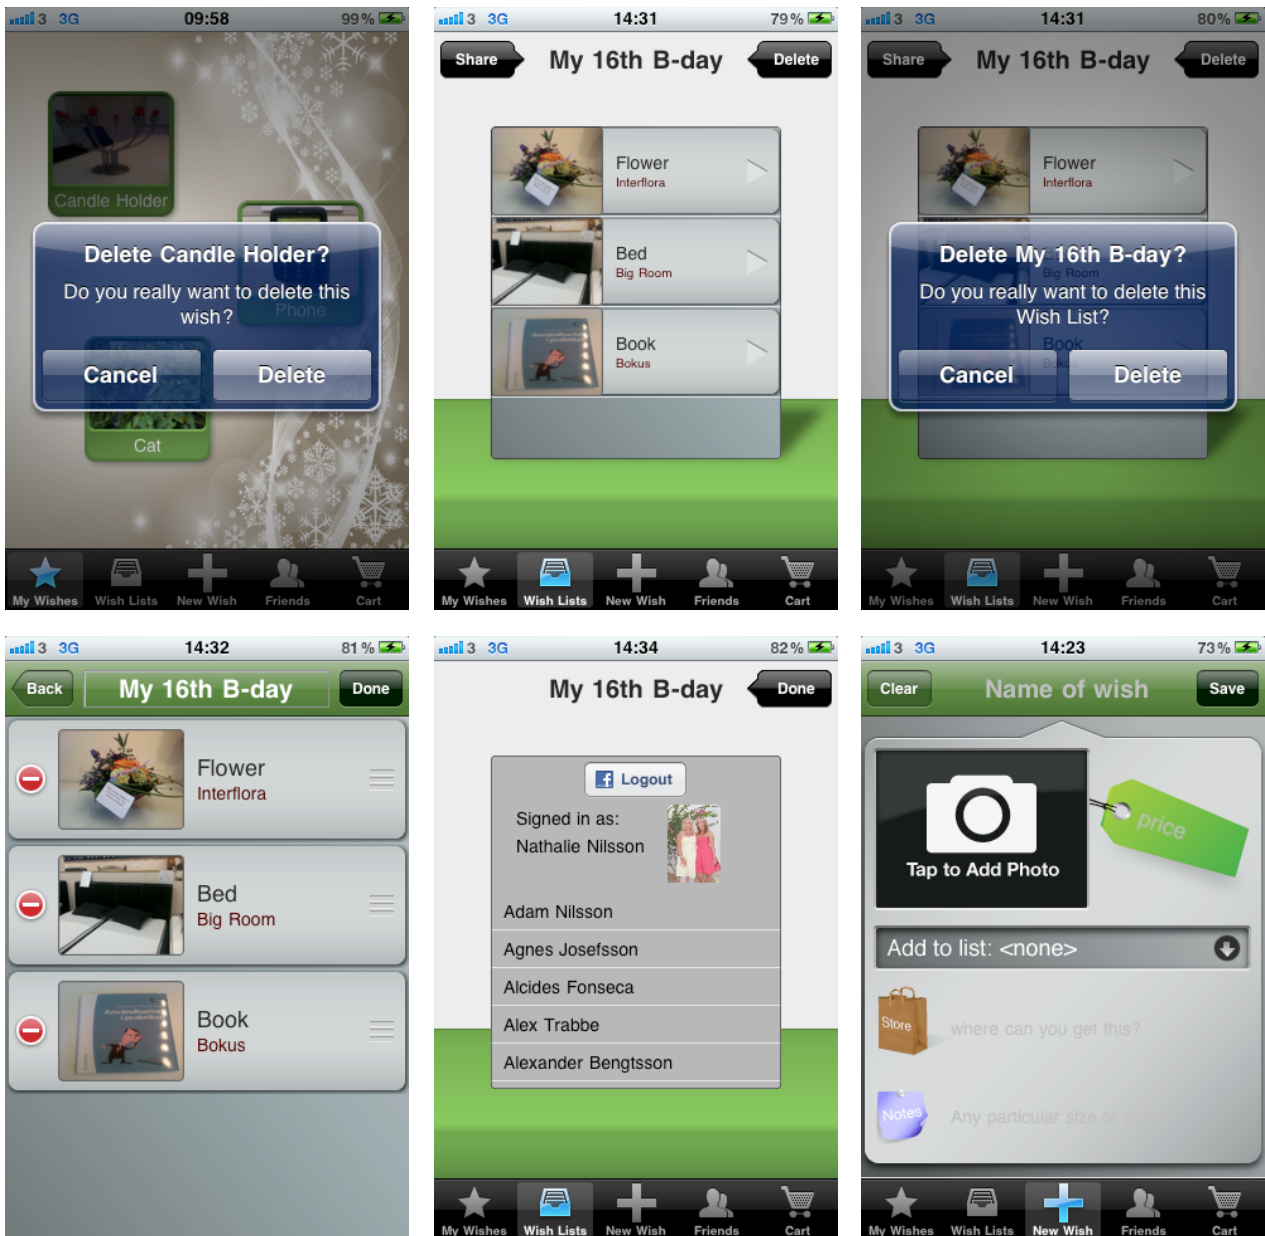 3 3G 09:58 99%
Candle Holder
Phone
Delete Candle Holder?
Do you really want to delete this
wish?
Cancel Delete
Cat
My Wishes Wish Lists New Wish Friends Cart
3 3G 14:31 79%
Share My 16th B-day Delete
Flower
Interflora
Bed
Big Room
Book
Bokus
My Wishes Wish Lists New Wish Friends Cart
3 3G 14:31 80%
Share My 16th B-day Delete
Flower
Interflora
Delete My 16th B-day?
Big Room
Do you really want to delete this
Wish List?
Book
Cancel Delete
My Wishes Wish Lists New Wish Friends Cart
3 3G 14:32 81%
Back My 16th B-day Done
Flower
Interflora
Bed
Big Room
Book
Bokus
3 3G 14:34 82%
My 16th B-day Done
f Logout
Signed in as:
Nathalie Nilsson
Adam Nilsson
Agnes Josefsson
Alcides Fonseca
Alex Trabbe
Alexander Bengtsson
My Wishes Wish Lists New Wish Friends Cart
3 3G 14:23 73%
Clear Name of wish Save
price
Tap to Add Photo
Add to list: <none>
Store where can you get this?
Notes Any particular size or
My Wishes Wish Lists New Wish Friends Cart